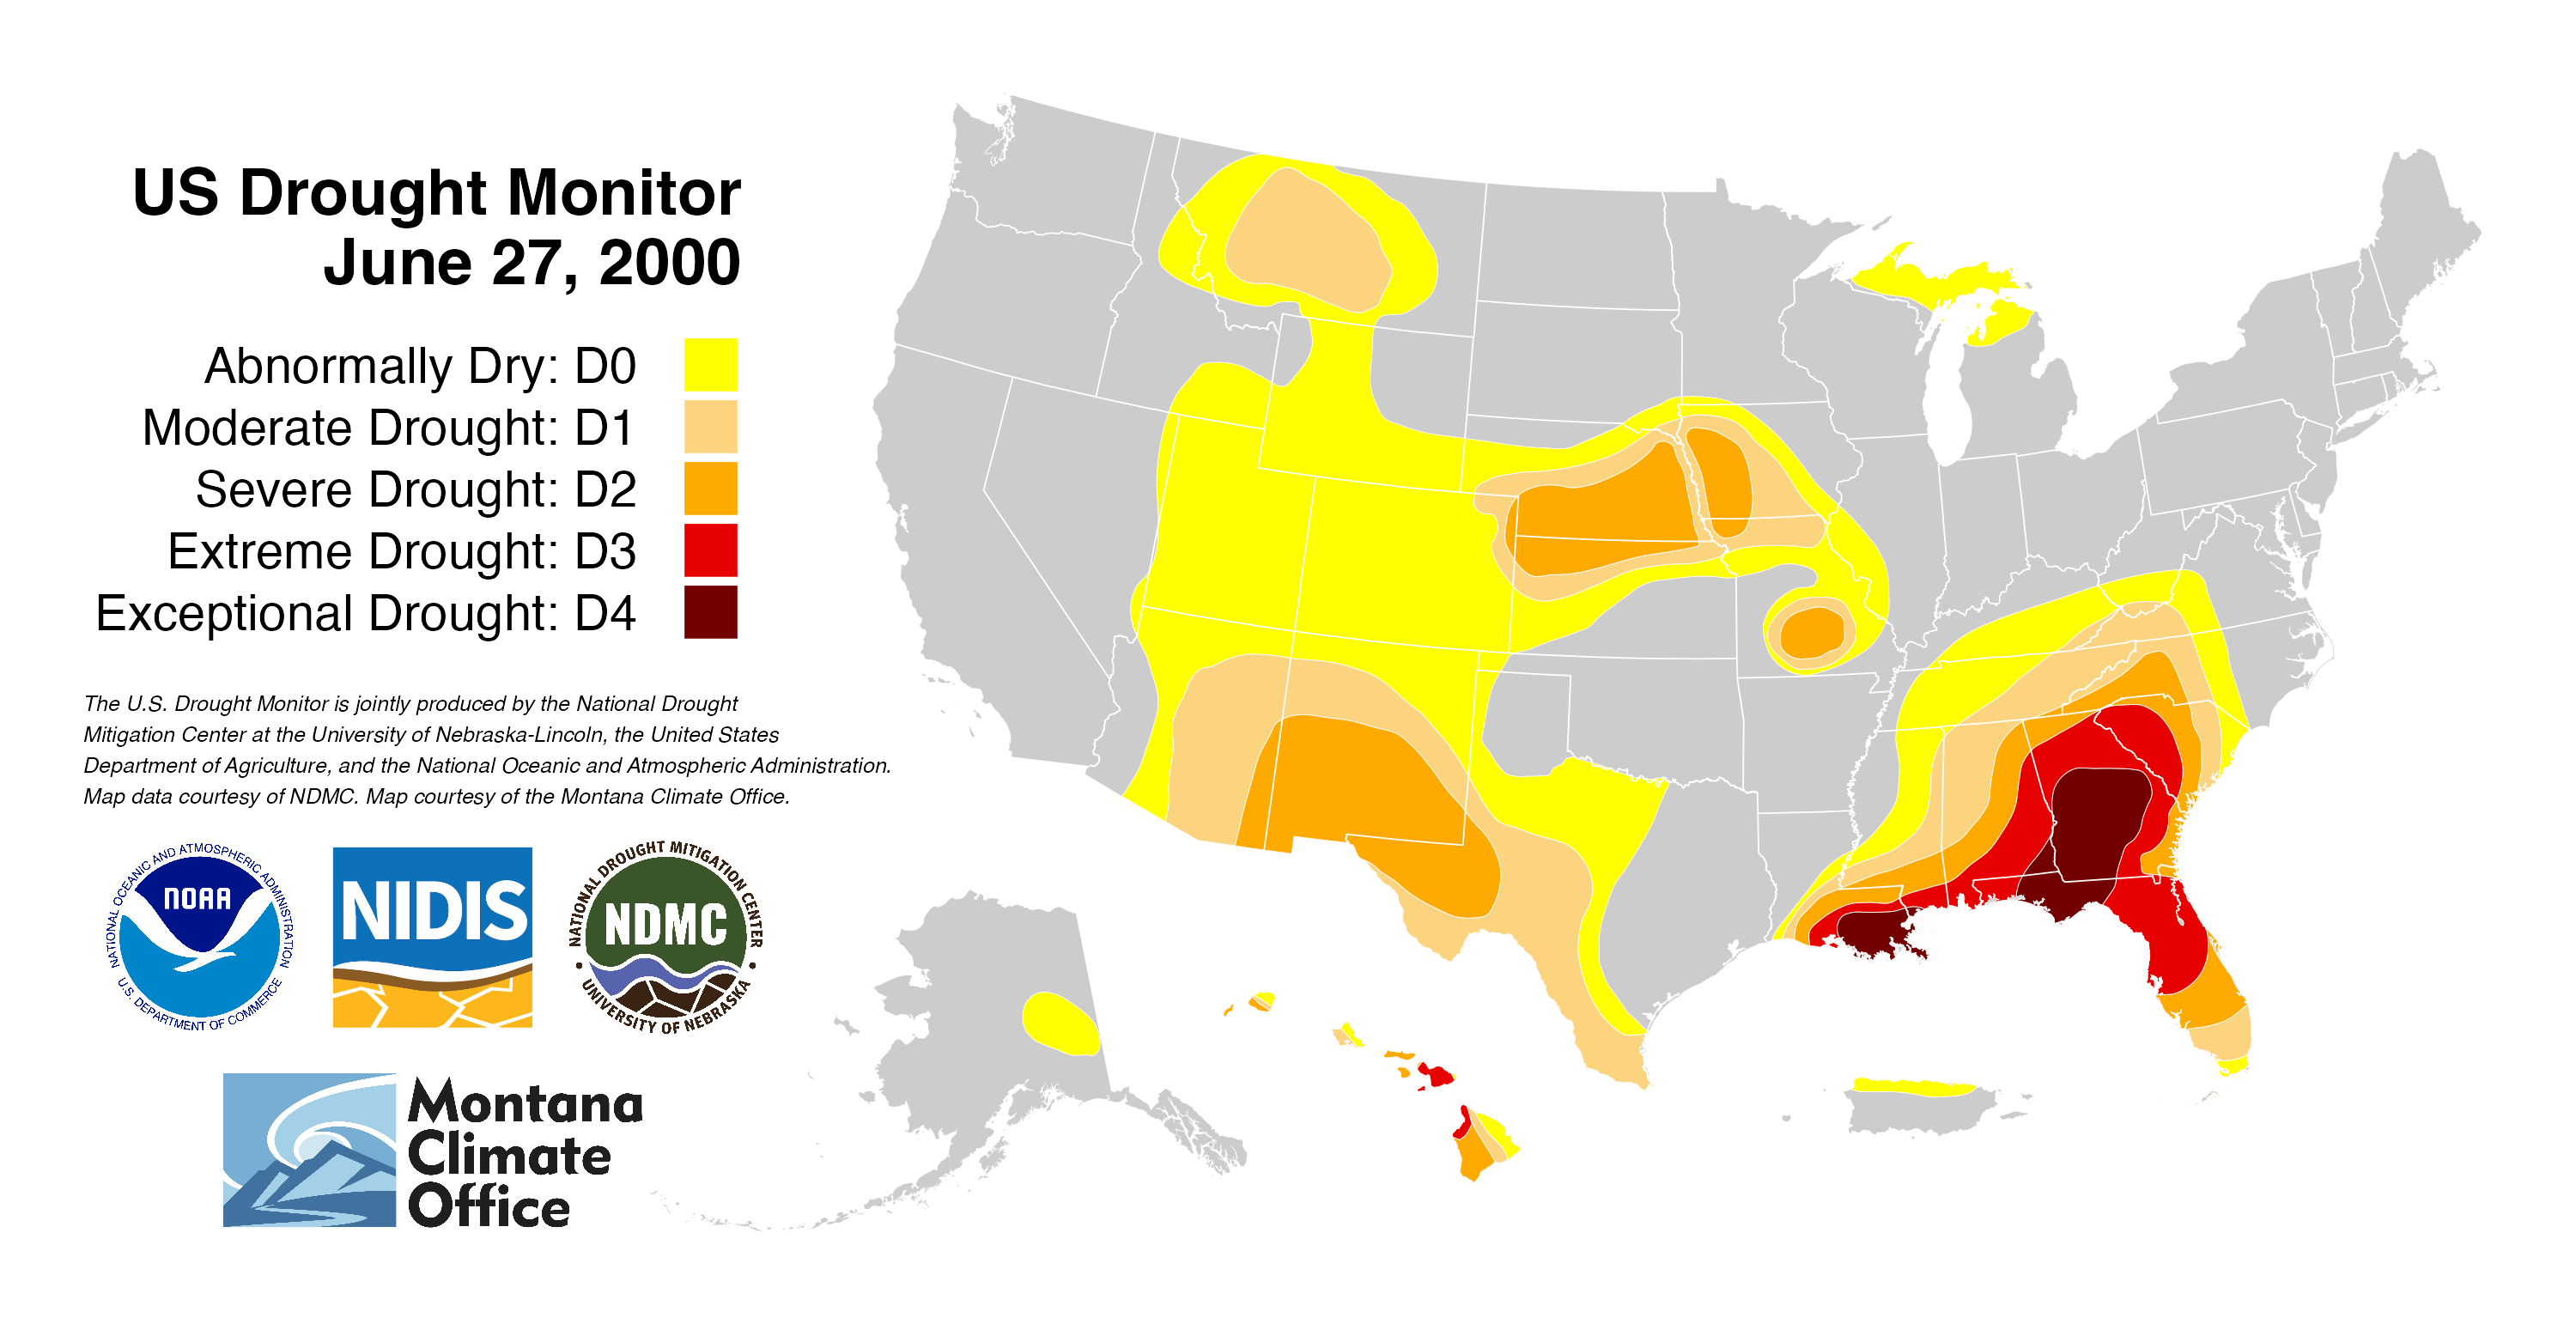 US Drought Monitor
June 27, 2000
Abnormally Dry: D0
Moderate Drought: D1
Severe Drought: D2
Extreme Drought: D3
Exceptional Drought: D4
The U.S. Drought Monitor is jointly produced by the National Drought
Mitigation Center at the University of Nebraska-Lincoln, the United States
Department of Agriculture, and the National Oceanic and Atmospheric Administration.
Map data courtesy of NDMC. Map courtesy of the Montana Climate Office.
NATIONAL OCEANIC AND ATMOSPHERIC ADMINISTRATION
NOAA
U.S. DEPARTMENT OF COMMERCE
NIDIS
NATIONAL DROUGHT MITIGATION CENTER
NDMC
UNIVERSITY OF NEBRASKA
Montana
Climate
Office